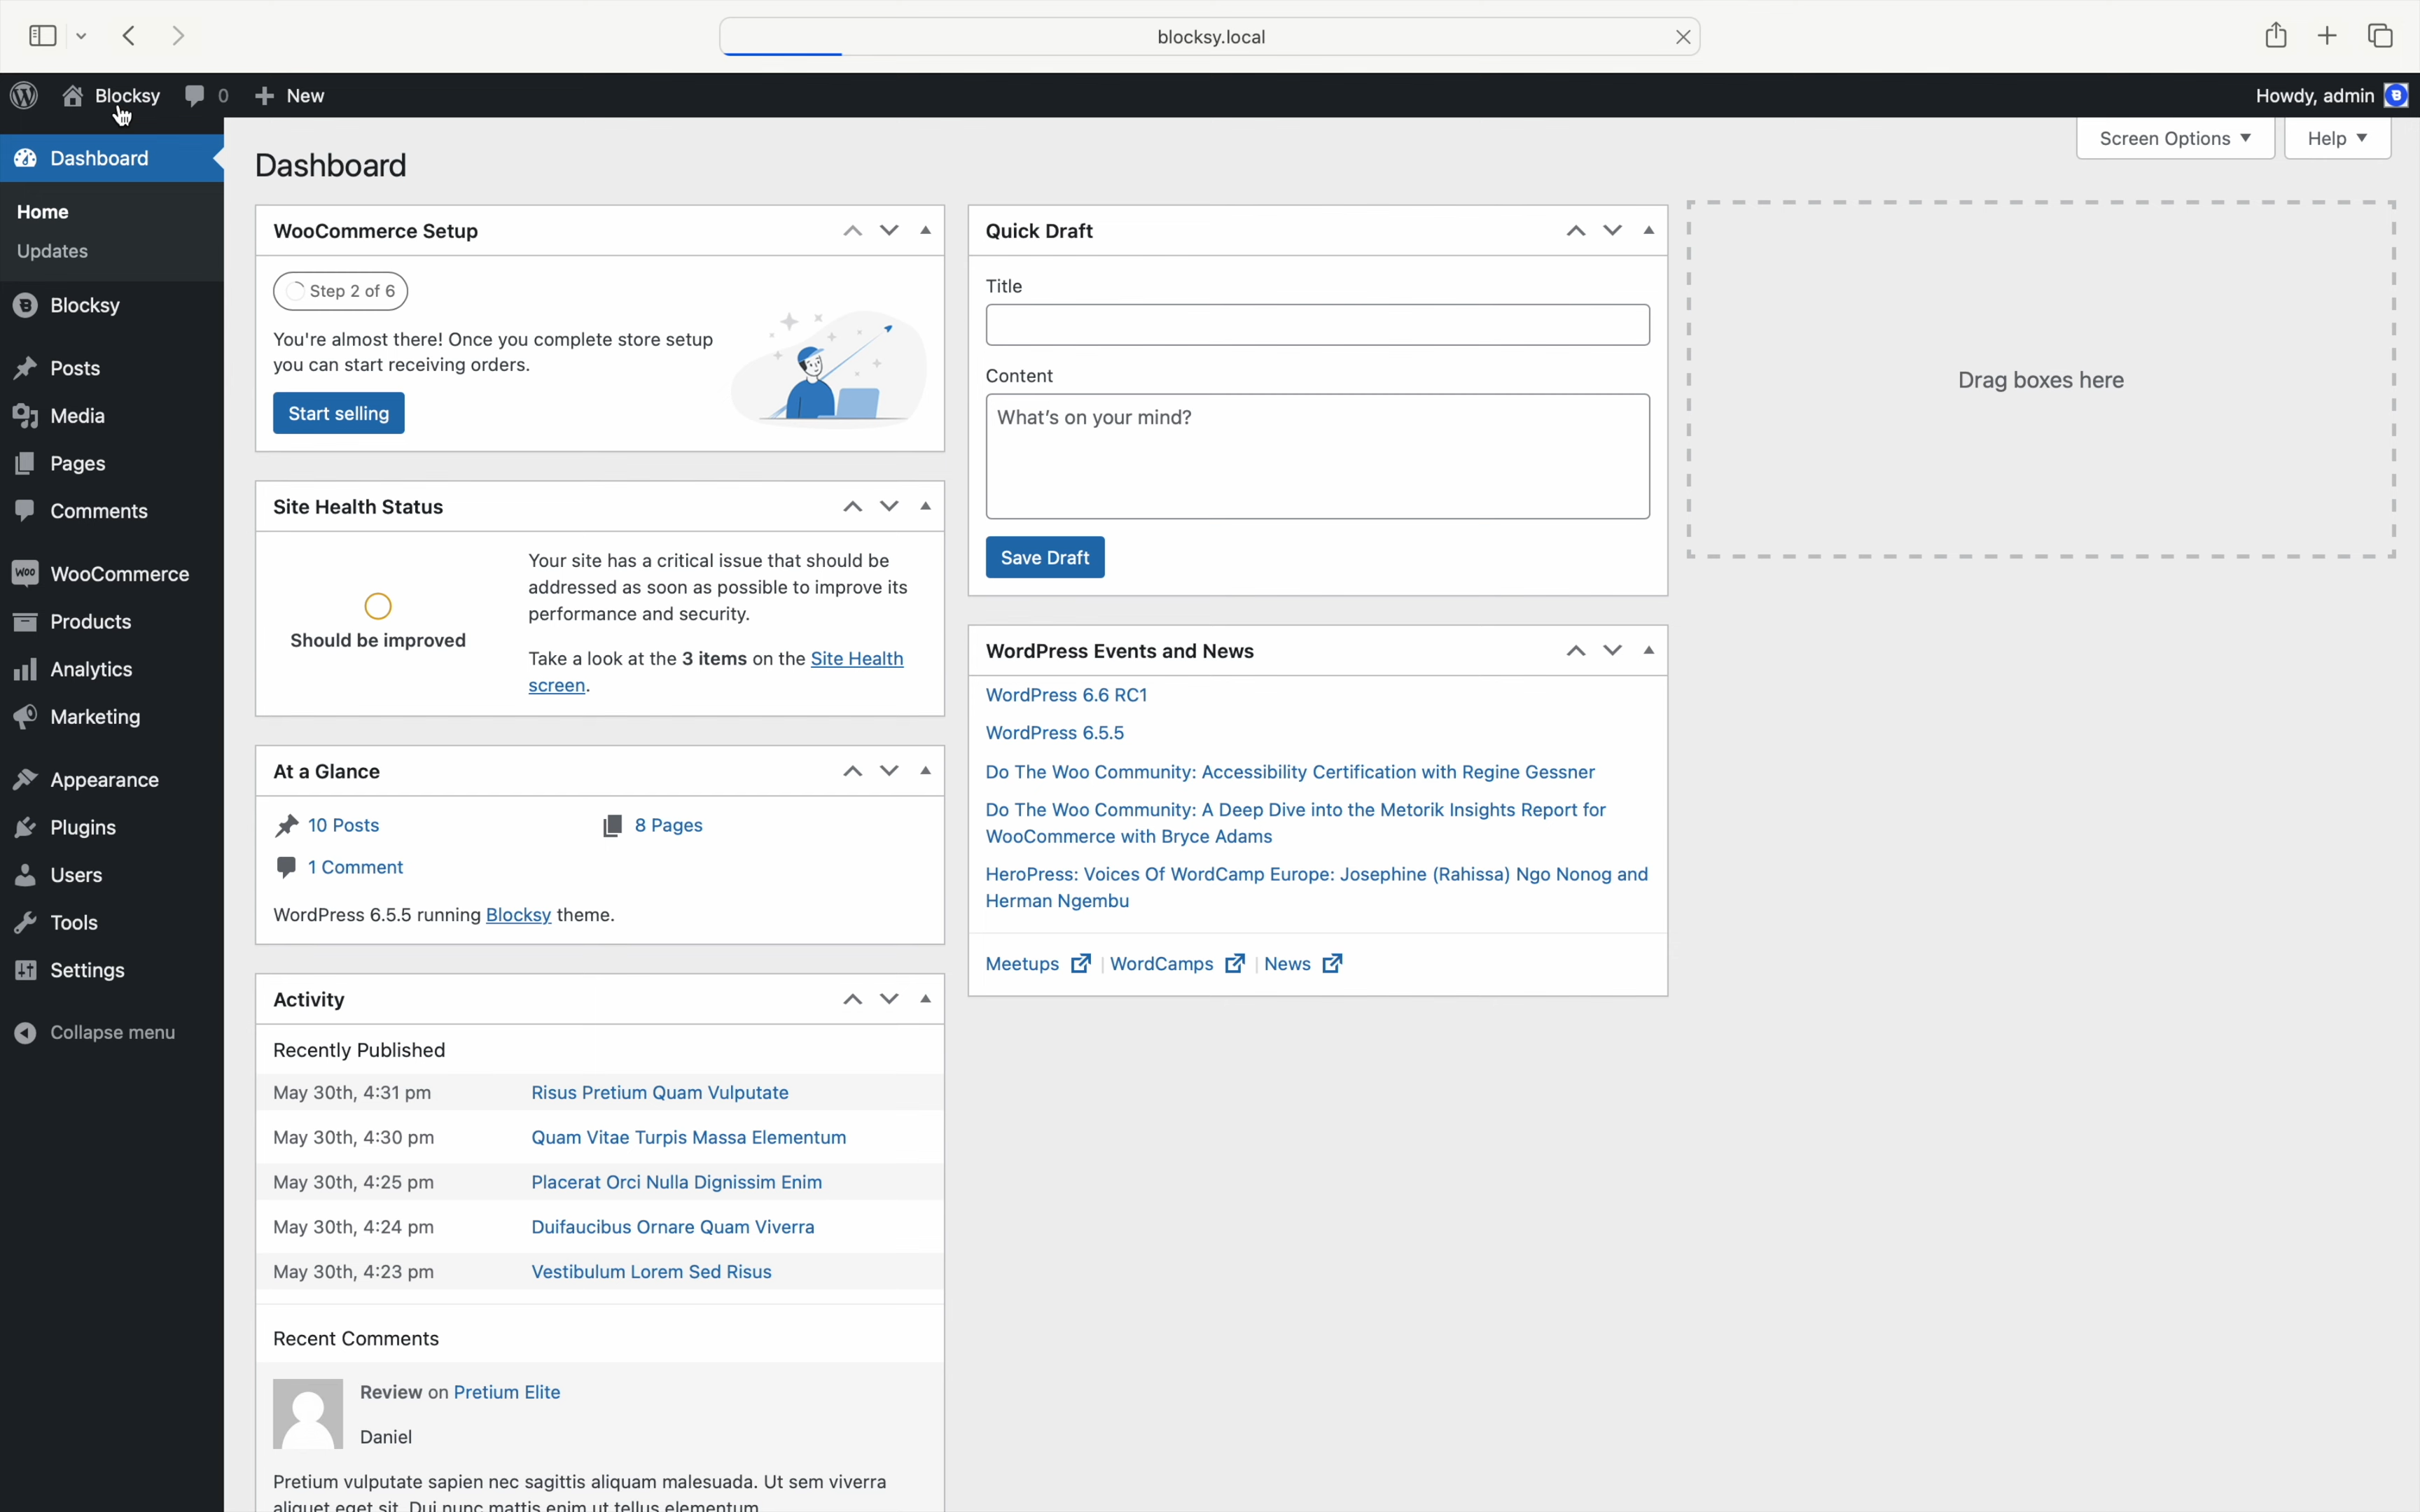 blocksy.local
Blocksy
0
New
Howdy, admin
Dashboard
Home
Updates
Blocksy
Posts
Media
Pages
Comments
WooCommerce
Products
Analytics
Marketing
Appearance
Plugins
Users
Tools
Settings
Collapse menu
Dashboard
Screen Options
Help
WooCommerce Setup
Step 2 of 6
You're almost there! Once you complete store setup
you can start receiving orders.
Start selling
Site Health Status
Should be improved
Your site has a critical issue that should be
addressed as soon as possible to improve its
performance and security.
Take a look at the 3 items on the Site Health
screen.
At a Glance
10 Posts
8 Pages
1 Comment
WordPress 6.5.5 running Blocksy theme.
Activity
Recently Published
May 30th, 4:31 pm Risus Pretium Quam Vulputate
May 30th, 4:30 pm Quam Vitae Turpis Massa Elementum
May 30th, 4:25 pm Placerat Orci Nulla Dignissim Enim
May 30th, 4:24 pm Duifaucibus Ornare Quam Viverra
May 30th, 4:23 pm Vestibulum Lorem Sed Risus
Recent Comments
Review on Pretium Elite
Daniel
Pretium vulputate sapien nec sagittis aliquam malesuada. Ut sem viverra
aliquet eget sit. Dui nunc mattis enim ut tellus elementum
Quick Draft
Title
Content
What's on your mind?
Save Draft
WordPress Events and News
WordPress 6.6 RC1
WordPress 6.5.5
Do The Woo Community: Accessibility Certification with Regine Gessner
Do The Woo Community: A Deep Dive into the Metorik Insights Report for
WooCommerce with Bryce Adams
HeroPress: Voices Of WordCamp Europe: Josephine (Rahissa) Ngo Nonog and
Herman Ngembu
Meetups | WordCamps | News
Drag boxes here